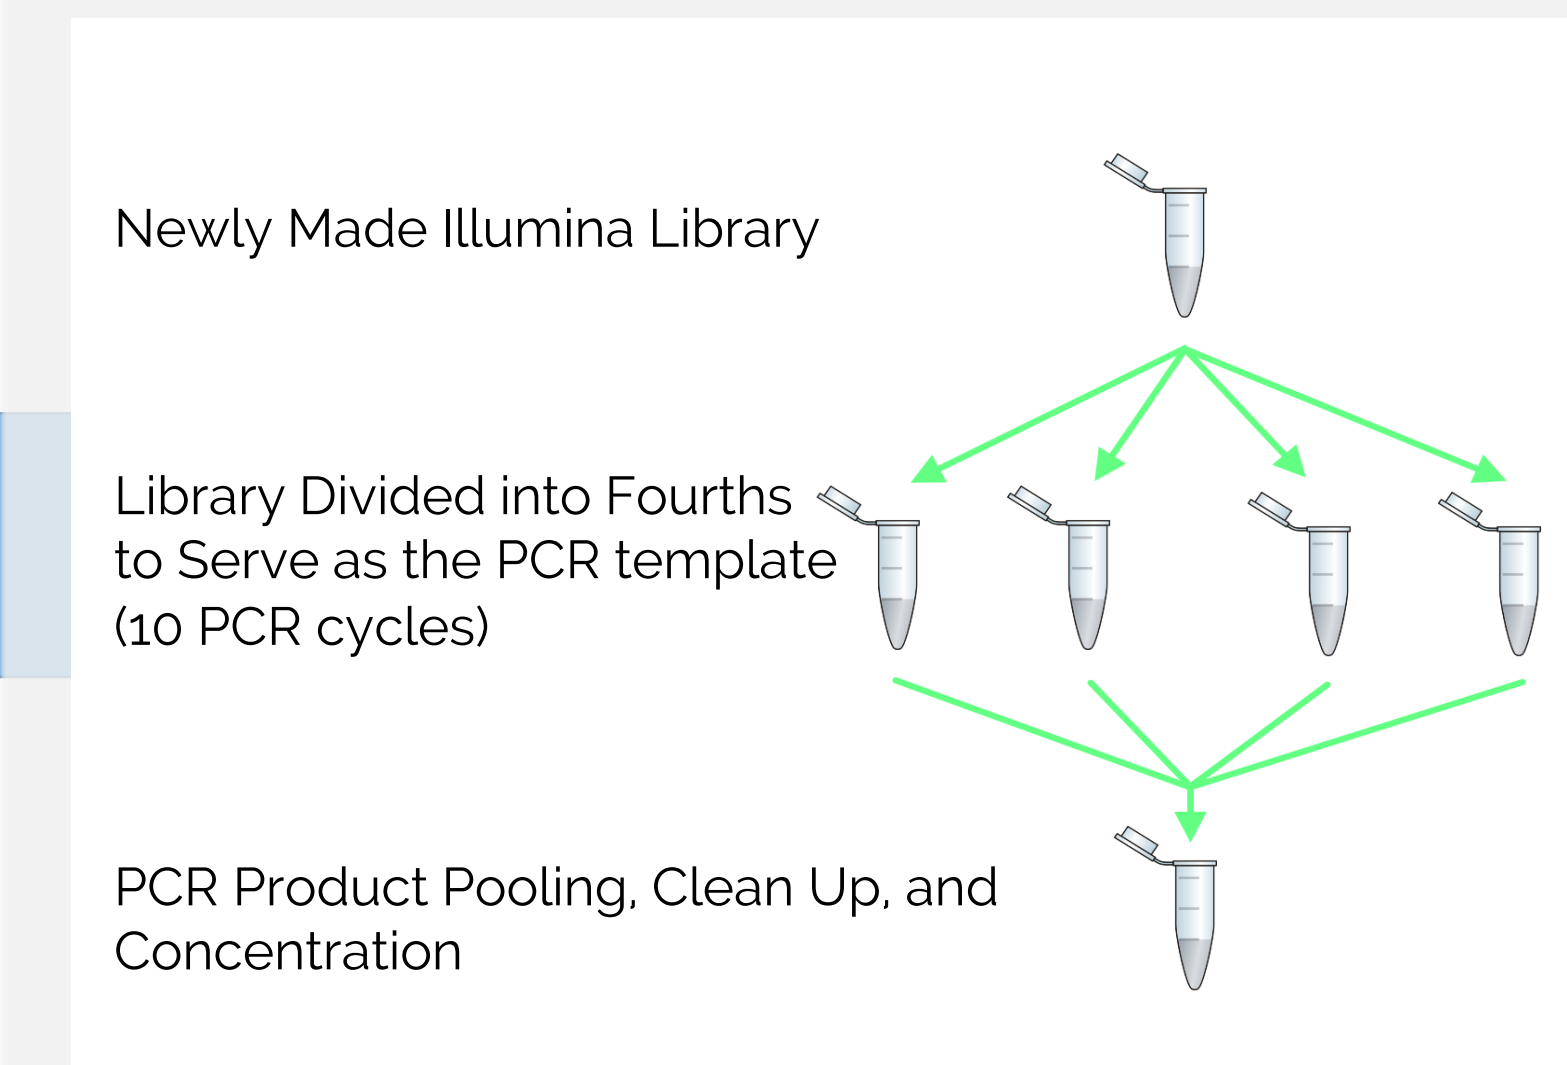 Newly Made Illumina Library
Library Divided into Fourths
to Serve as the PCR template
(10 PCR cycles)
PCR Product Pooling, Clean Up, and
Concentration